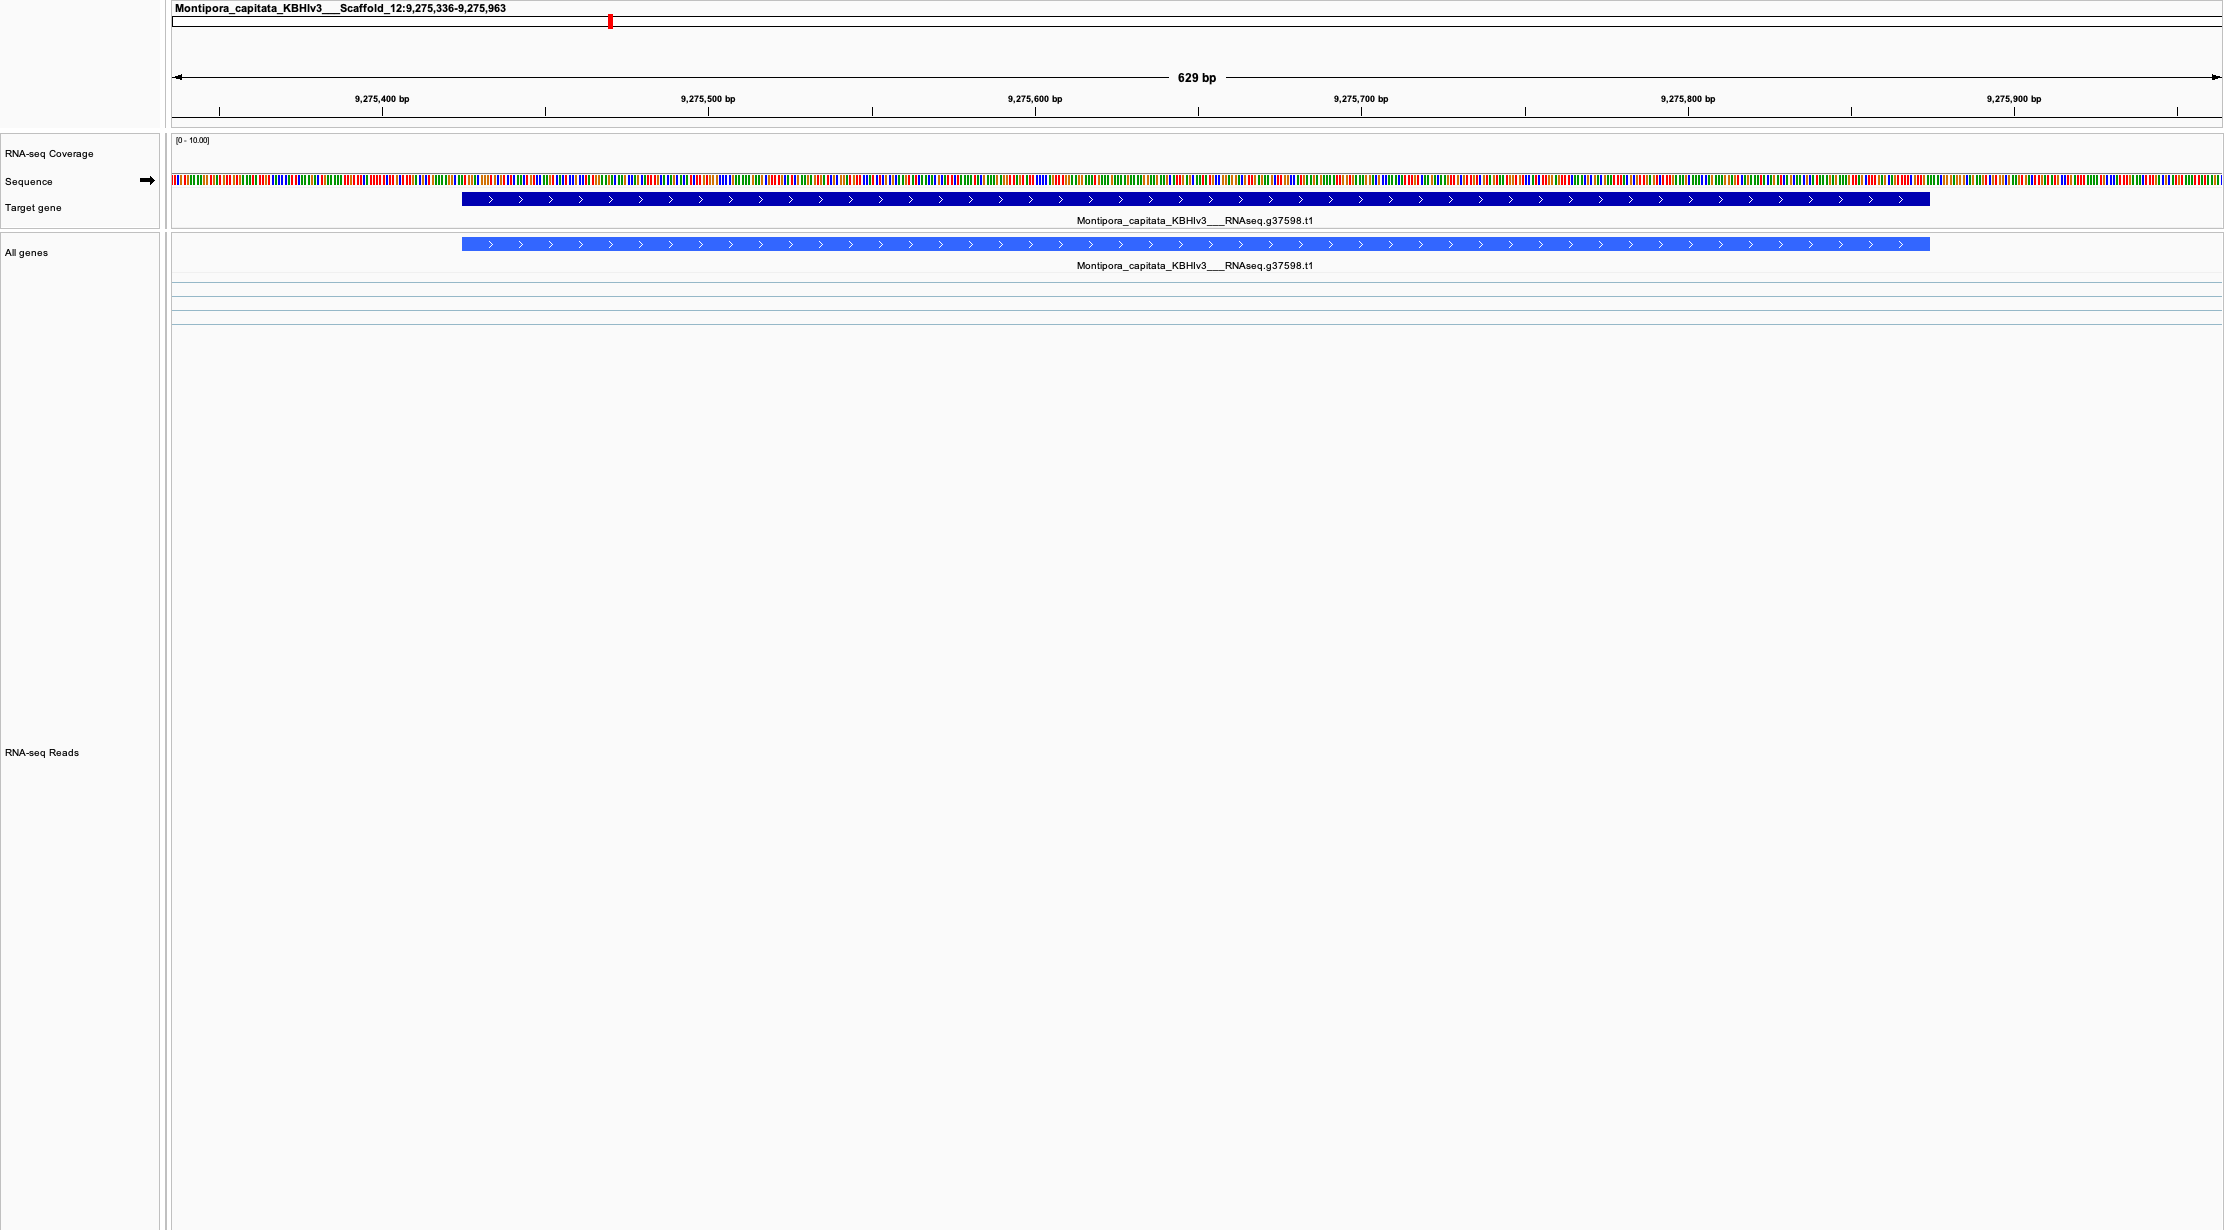 Montipora_capitata_KBHIv3___Scaffold_12:9,275,336-9,275,963
629 bp
9,275,400 bp 9,275,500 bp 9,275,600 bp 9,275,700 bp 9,275,800 bp 9,275,900 bp
[0 - 10.00]
RNA-seq Coverage
Sequence
Target gene
Montipora_capitata_KBHIv3___RNAseq.g37598.t1
All genes
Montipora_capitata_KBHIv3___RNAseq.g37598.t1
RNA-seq Reads